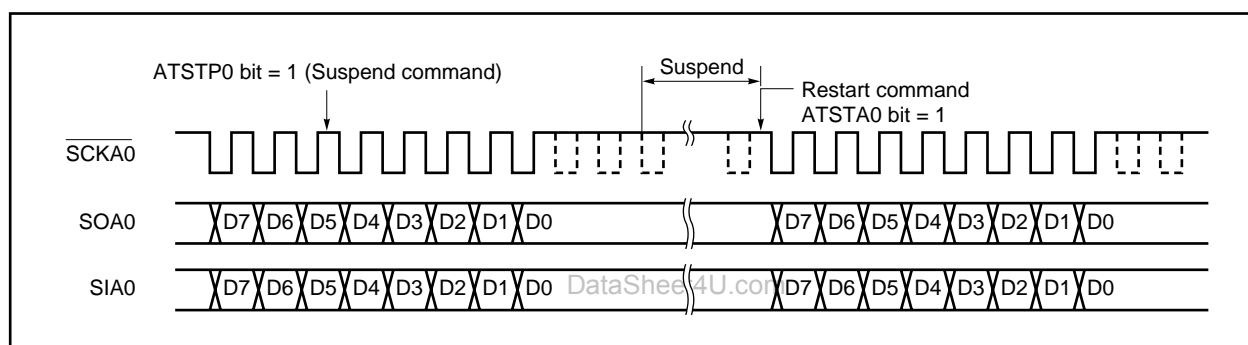 ATSTP0 bit = 1 (Suspend command)
Suspend
Restart command
ATSTA0 bit = 1
SCKA0
SOA0 D7 D6 D5 D4 D3 D2 D1 D0 D7 D6 D5 D4 D3 D2 D1 D0
SIA0 D7 D6 D5 D4 D3 D2 D1 D0 DataSheet4U.com D7 D6 D5 D4 D3 D2 D1 D0